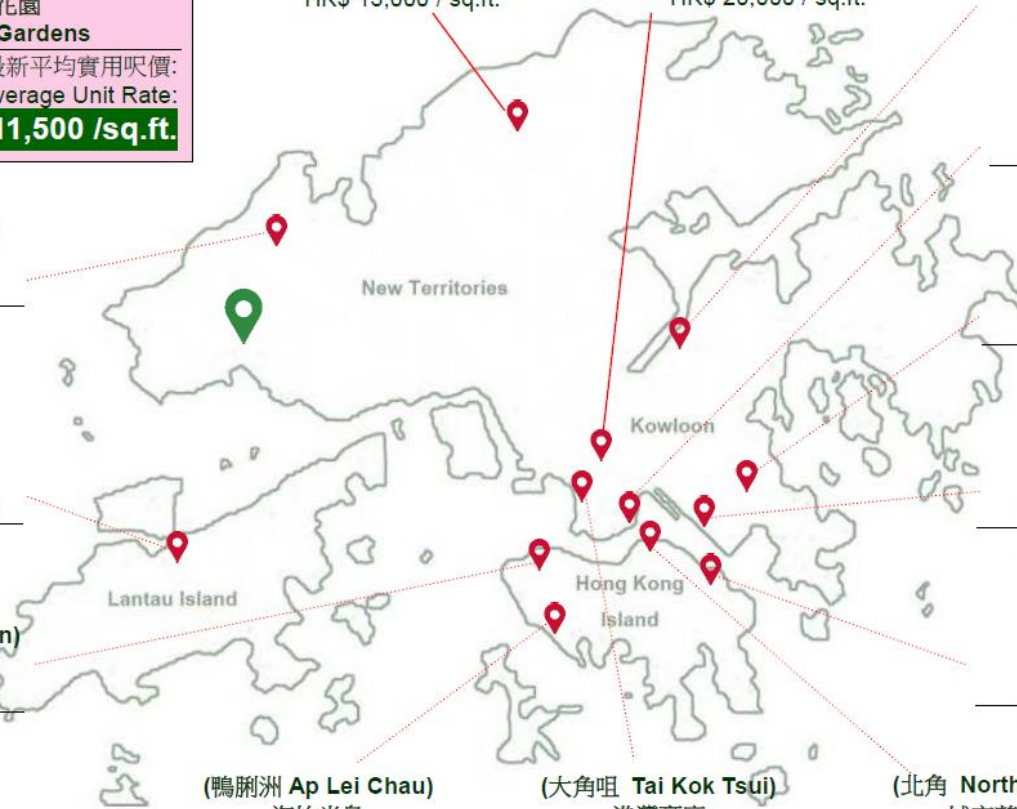 花園
Gardens
最新平均實用呎價:
verage Unit Rate:
11,500 /sq.ft.
New Territories
Kowloon
Lantau Island
Hong Kong
Island
n)
(鴨脷洲 Ap Lei Chau)
(大角咀 Tai Kok Tsui)
(北角 North